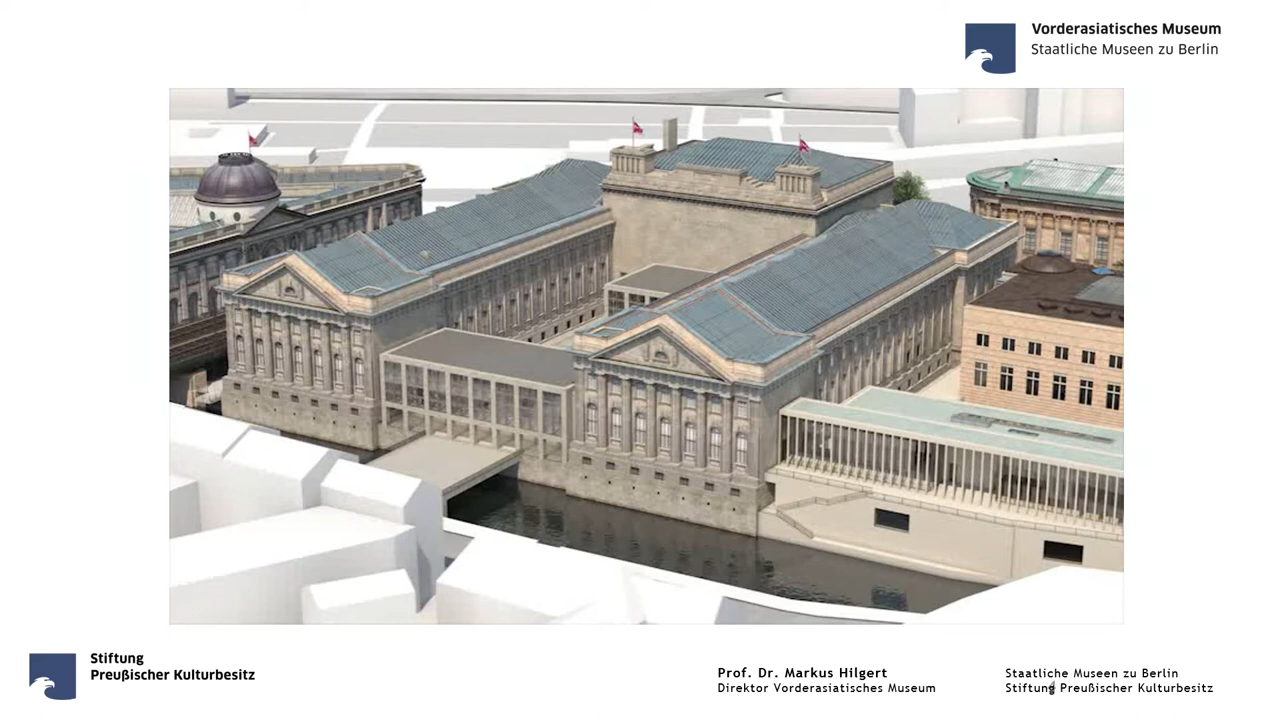 Vorderasiatisches Museum
Staatliche Museen zu Berlin
Stiftung
Preußischer Kulturbesitz
Prof. Dr. Markus Hilgert
Direktor Vorderasiatisches Museum
Staatliche Museen zu Berlin
Stiftung Preußischer Kulturbesitz